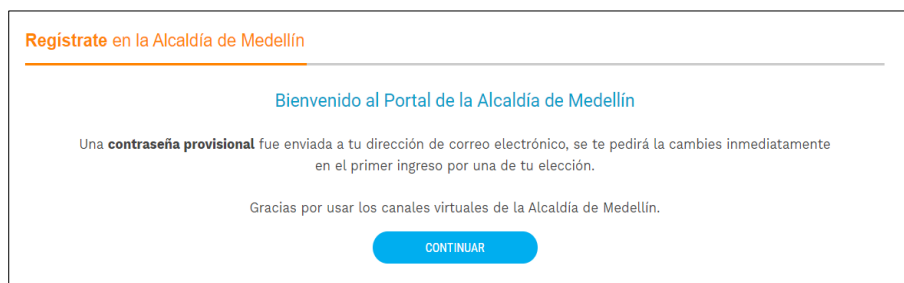 Regístrate en la Alcaldía de Medellín
Bienvenido al Portal de la Alcaldía de Medellín
Una contraseña provisional fue enviada a tu dirección de correo electrónico, se te pedirá la cambies inmediatamente
en el primer ingreso por una de tu elección.
Gracias por usar los canales virtuales de la Alcaldía de Medellín.
CONTINUAR